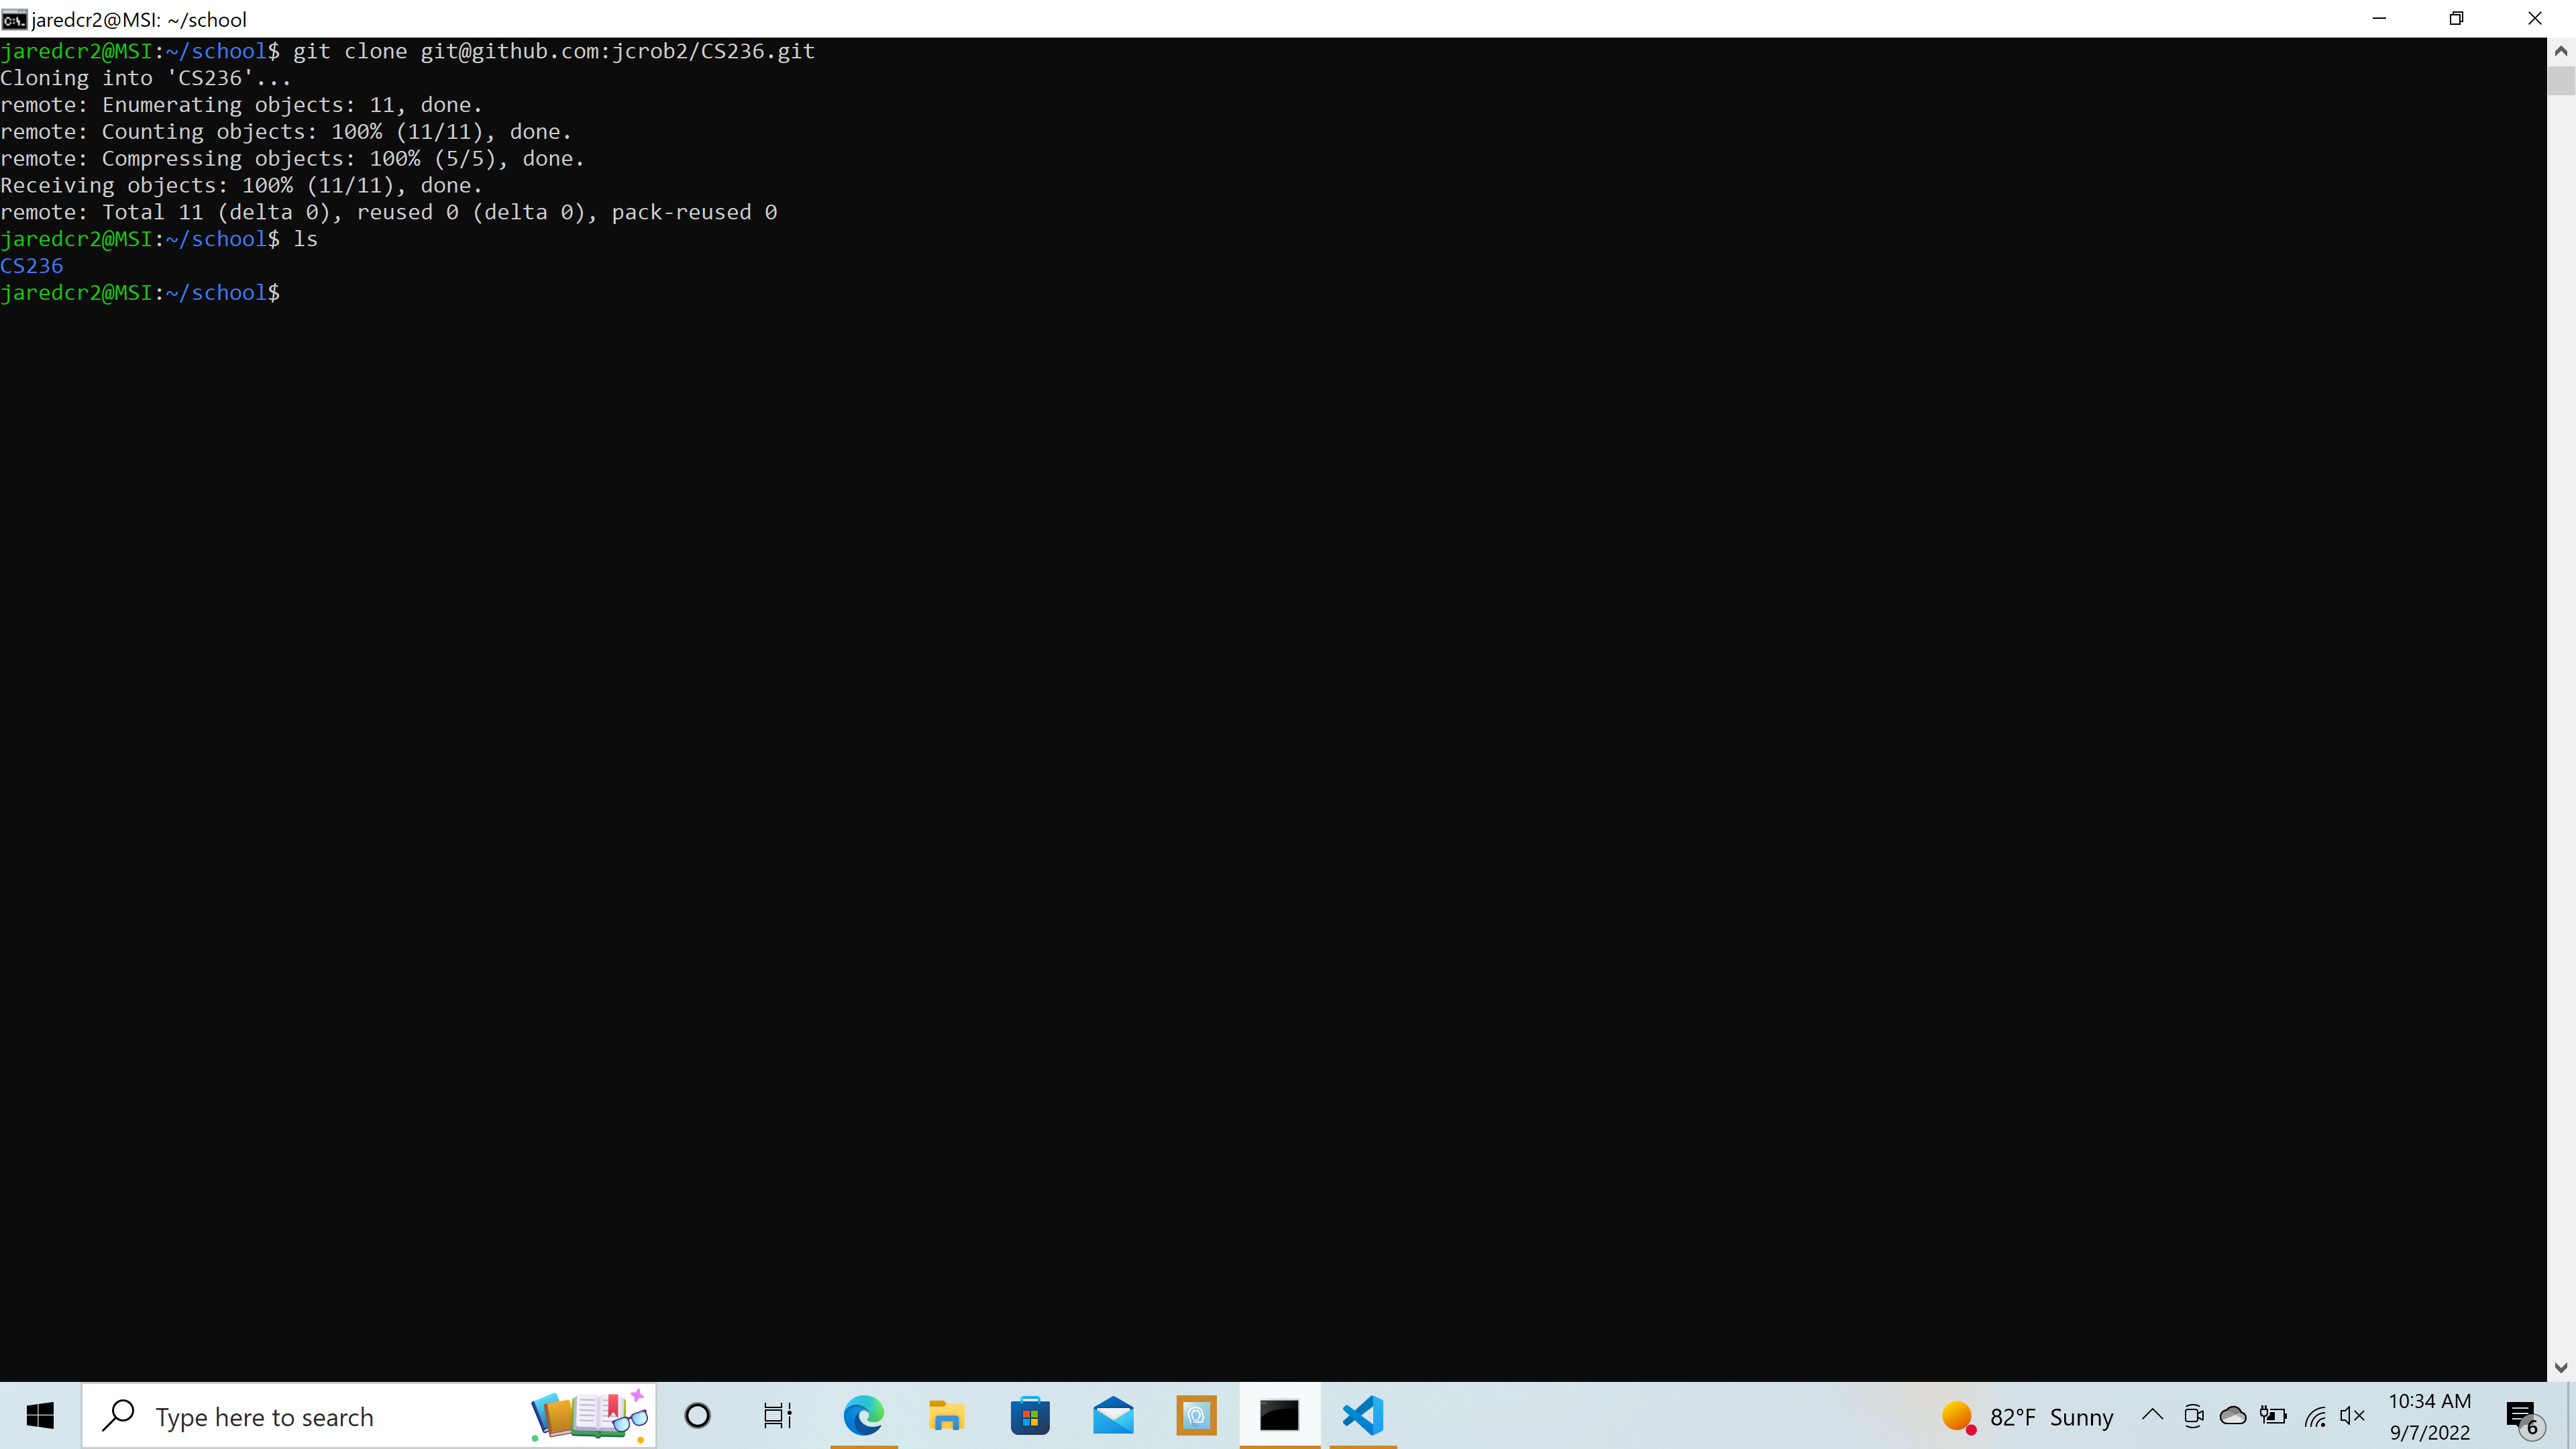 jaredcr2@MSI: ~/school
jaredcr2@MSI:~/school$ git clone git@github.com:jcrob2/CS236.git
Cloning into 'CS236'...
remote: Enumerating objects: 11, done.
remote: Counting objects: 100% (11/11), done.
remote: Compressing objects: 100% (5/5), done.
Receiving objects: 100% (11/11), done.
remote: Total 11 (delta 0), reused 0 (delta 0), pack-reused 0
jaredcr2@MSI:~/school$ ls
CS236
jaredcr2@MSI:~/school$
Type here to search
82°F Sunny
10:34 AM
9/7/2022
6